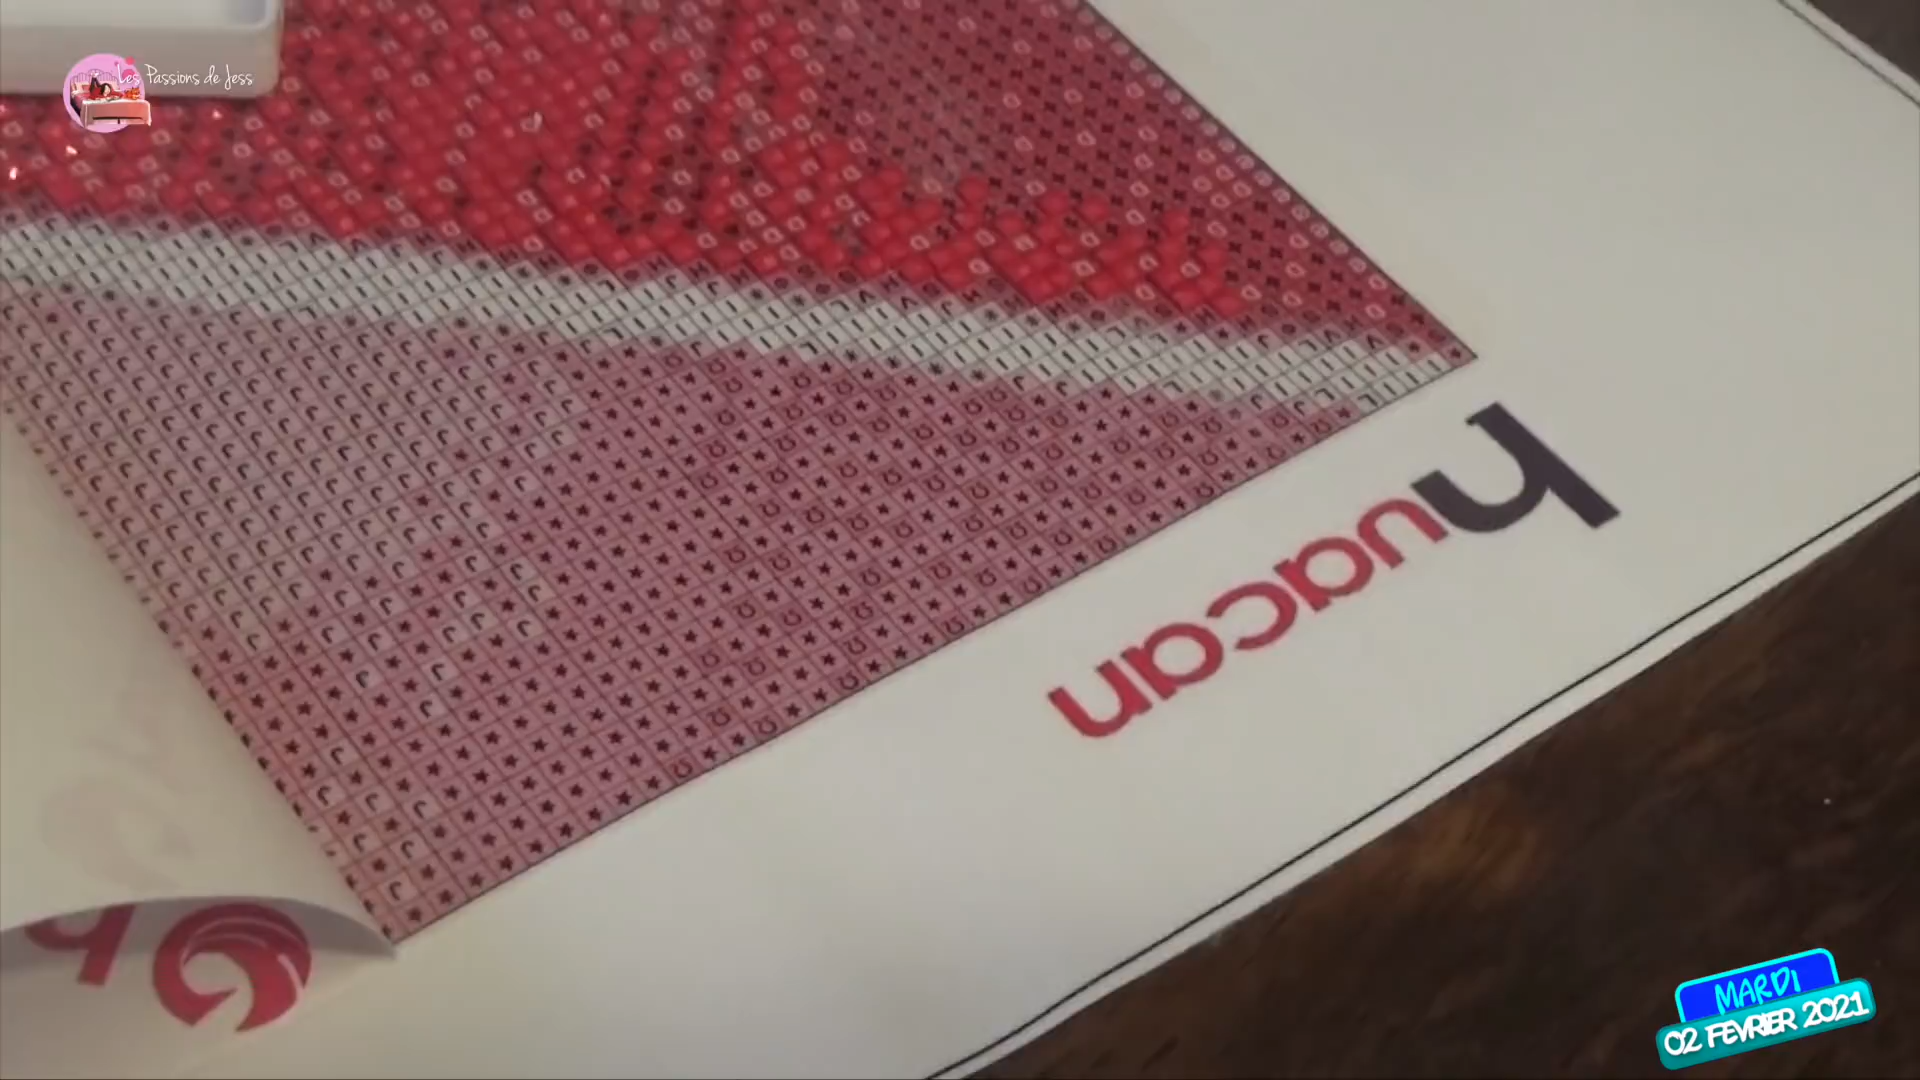 Les Passions de Jess
huacan
h
MARDI
02 FEVRIER 2021